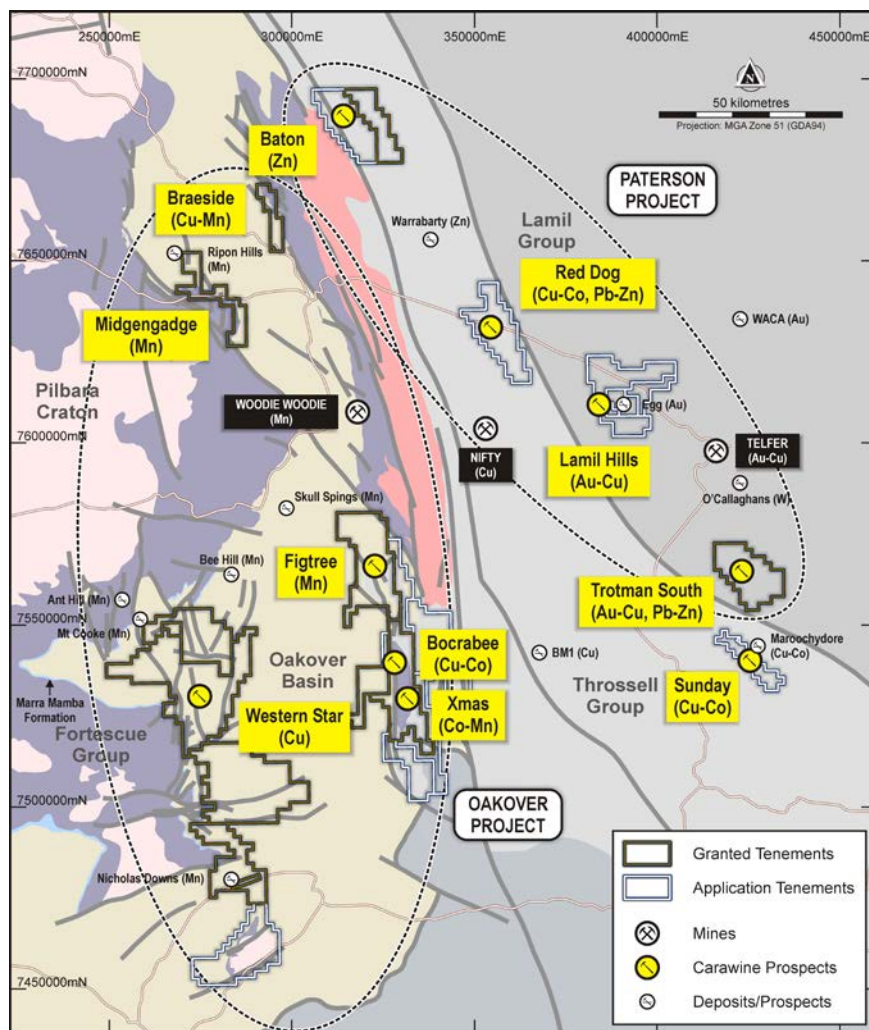 250000mE
300000mE
350000mE
400000mE
450000mE
7700000mN
N
50 kilometres
Projection: MGA Zone 51 (GDA94)
Baton
(Zn)
PATERSON
PROJECT
Braeside
(Cu-Mn)
Warrabarty (Zn)
Lamil
Group
7650000mN
Ripon Hills
(Mn)
Red Dog
(Cu-Co, Pb-Zn)
WACA (Au)
Midgengadge
(Mn)
Pilbara
Craton
WOODIE WOODIE
(Mn)
Egg (Au)
7600000mN
NIFTY
(Cu)
Lamil Hills
(Au-Cu)
TELFER
(Au-Cu)
O'Callaghans (W)
Skull Spings (Mn)
Figtree
(Mn)
Bee Hill (Mn)
Ant Hill (Mn)
Mt Cooke (Mn)
Trotman South
(Au-Cu, Pb-Zn)
7550000mN
Bocrabee
(Cu-Co)
BM1 (Cu)
Maroochydore
(Cu-Co)
Oakover
Basin
Throssell
Group
Sunday
(Cu-Co)
Marra Mamba
Formation
Western Star
(Cu)
Xmas
(Co-Mn)
Fortescue
Group
7500000mN
OAKOVER
PROJECT
Nicholas Downs (Mn)
7450000mN
Granted Tenements
Application Tenements
Mines
Carawine Prospects
Deposits/Prospects